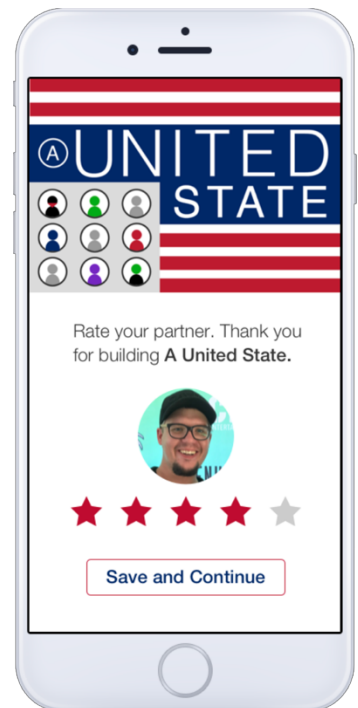 A UNITED
STATE
Rate your partner. Thank you
for building A United State.
Save and Continue